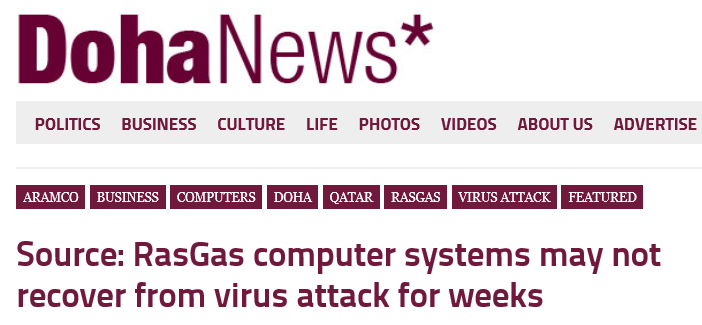 DohaNews*
POLITICS BUSINESS CULTURE LIFE PHOTOS VIDEOS ABOUT US ADVERTISE
ARAMCO BUSINESS COMPUTERS DOHA QATAR RASGAS VIRUS ATTACK FEATURED
Source: RasGas computer systems may not
recover from virus attack for weeks